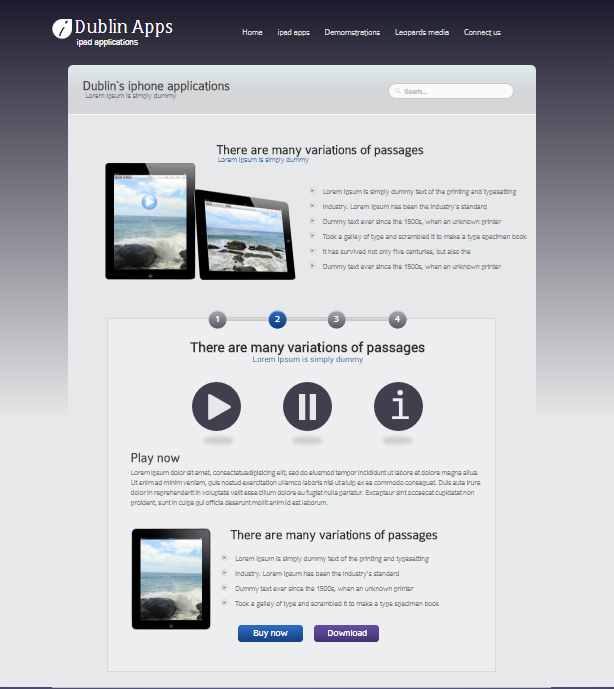 i Dublin Apps
ipad applications
Home ipad apps Demomstrations Leopards media Connect us
Dublin`s iphone applications
Lorem Ipsum is simply dummy
Search...
There are many variations of passages
Lorem Ipsum is simply dummy
Lorem Ipsum is simply dummy text of the printing and typesetting
Industry. Lorem Ipsum has been the industry's standard
Dummy text ever since the 1500s, when an unknown printer
Took a galley of type and scrambled it to make a type specimen book
It has survived not only five centuries, but also the
Dummy text ever since the 1500s, when an unknown printer
1 2 3 4
There are many variations of passages
Lorem Ipsum is simply dummy
i
Play now
Lorem ipsum dolor sit amet, consectetuadipisicing elit, sed do eiusmod tempor incididunt ut labore et dolore magna aliua.
Ut enim ad minim veniam, quis nostud exercitation ullamco laboris nisi ut aliulp ex ea commodo conseuuat. Duis aute irure
dolor in reprehenderit in voluptate velit esse cillum dolore eu fugiat nulla pariatur. Excepteur sint occaecat cupidatat non
proident, sunt in culpa qui officia deserunt mollit anim id est laborum.
There are many variations of passages
Lorem Ipsum is simply dummy text of the printing and typesetting
Industry. Lorem Ipsum has been the industry's standard
Dummy text ever since the 1500s, when an unknown printer
Took a galley of type and scrambled it to make a type specimen book
Buy now Download